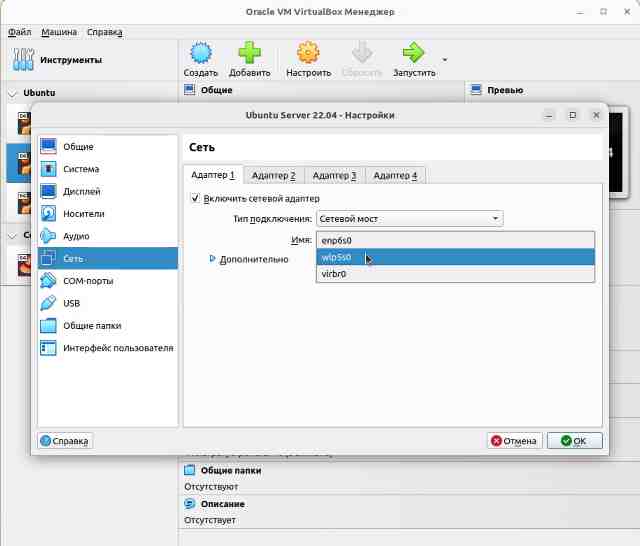 Oracle VM VirtualBox Менеджер
Файл Машина Справка
Инструменты
Создать Добавить Настроить Сбросить Запустить
Ubuntu
Общие
Превью
Ubuntu Server 22.04 - Настройки
Общие
Система
Дисплей
Носители
Аудио
Сеть
COM-порты
USB
Общие папки
Интерфейс пользователя
Сеть
Адаптер 1 Адаптер 2 Адаптер 3 Адаптер 4
Включить сетевой адаптер
Тип подключения: Сетевой мост
Имя: enp6s0
wlp5s0
virbr0
Дополнительно
Справка
Отмена
OK
Общие папки
Отсутствуют
Описание
Отсутствует